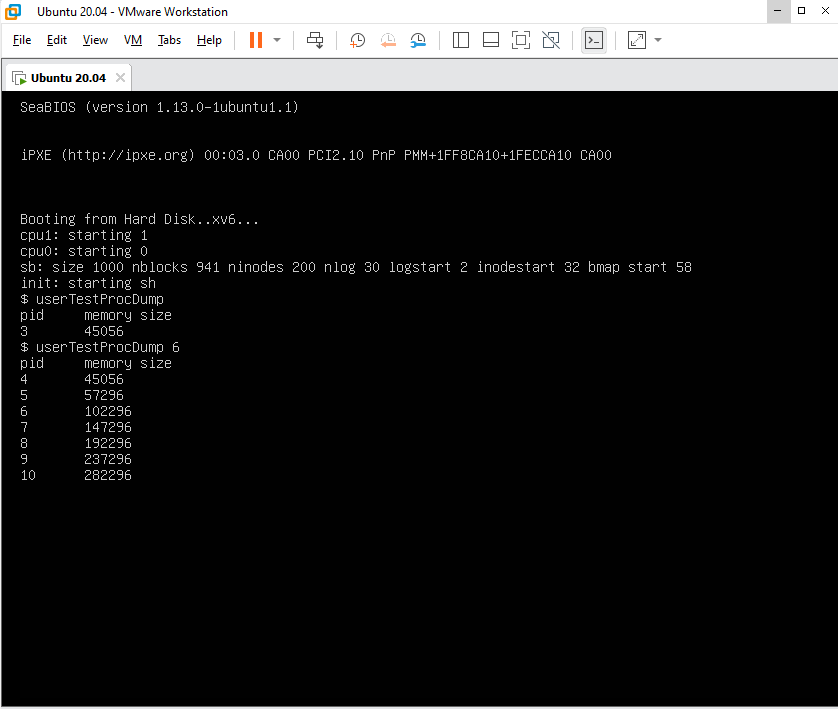 Ubuntu 20.04 - VMware Workstation
File Edit View VM Tabs Help
Ubuntu 20.04
SeaBIOS (version 1.13.0-1ubuntu1.1)
iPXE (http://ipxe.org) 00:03.0 CA00 PCI2.10 PnP PMM+1FF8CA10+1FECCA10 CA00
Booting from Hard Disk..xv6...
cpu1: starting 1
cpu0: starting 0
sb: size 1000 nblocks 941 ninodes 200 nlog 30 logstart 2 inodestart 32 bmap start 58
init: starting sh
$ userTestProcDump
pid memory size
3 45056
$ userTestProcDump 6
pid memory size
4 45056
5 57296
6 102296
7 147296
8 192296
9 237296
10 282296